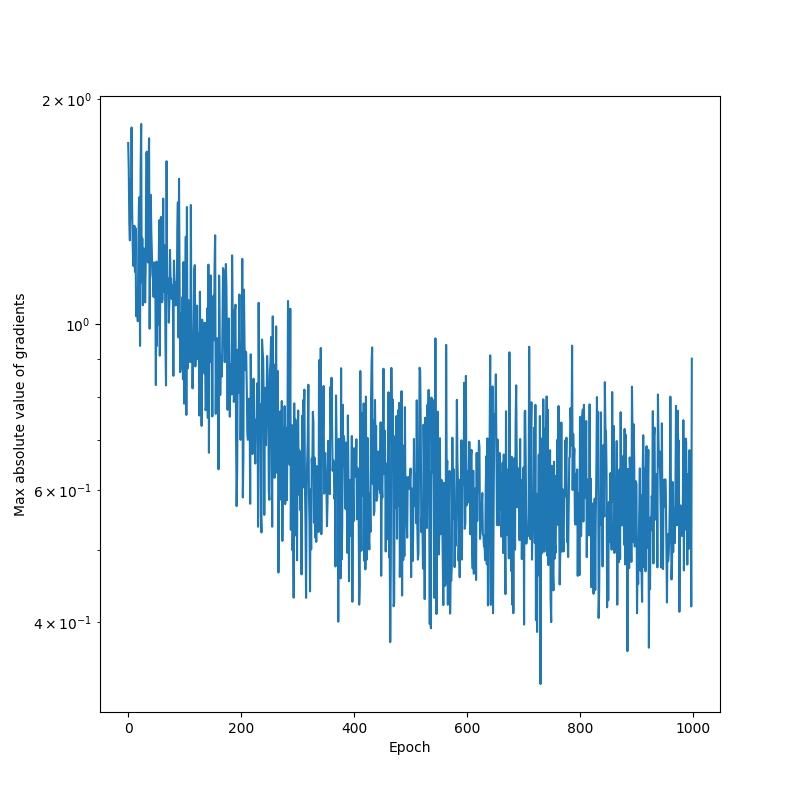 Max absolute value of gradients
2 × 10⁰
10⁰
6 × 10⁻¹
4 × 10⁻¹
0 200 400 600 800 1000
Epoch